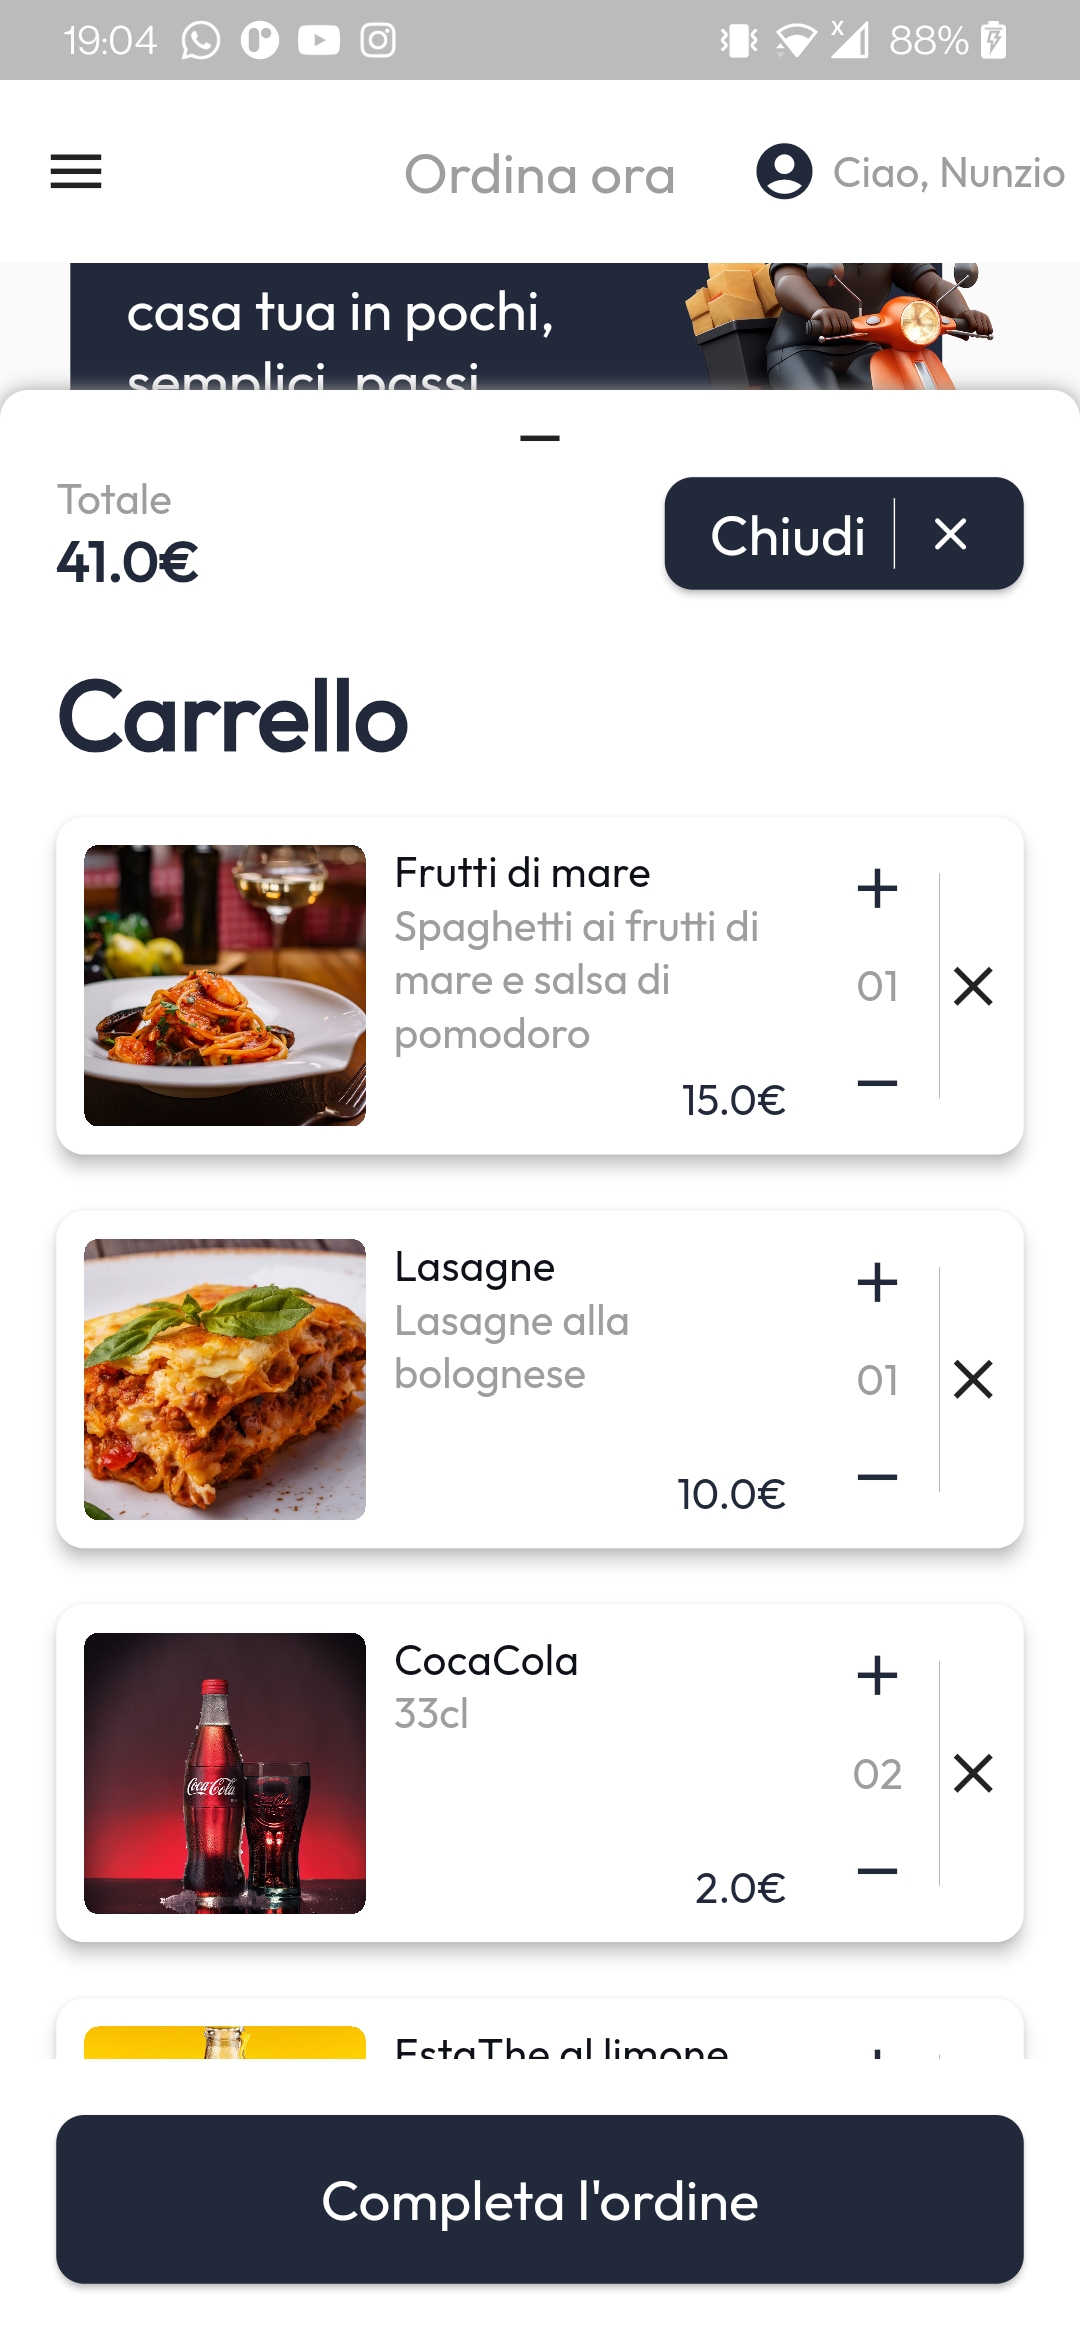 19:04 88%
Ordina ora
Ciao, Nunzio
casa tua in pochi,
semplici, passi
Totale
41.0€
Chiudi
Carrello
Frutti di mare
Spaghetti ai frutti di
mare e salsa di
pomodoro
01
15.0€
Lasagne
Lasagne alla
bolognese
01
10.0€
Coca-Cola
CocaCola
33cl
02
2.0€
EstaThe al limone
Completa l'ordine